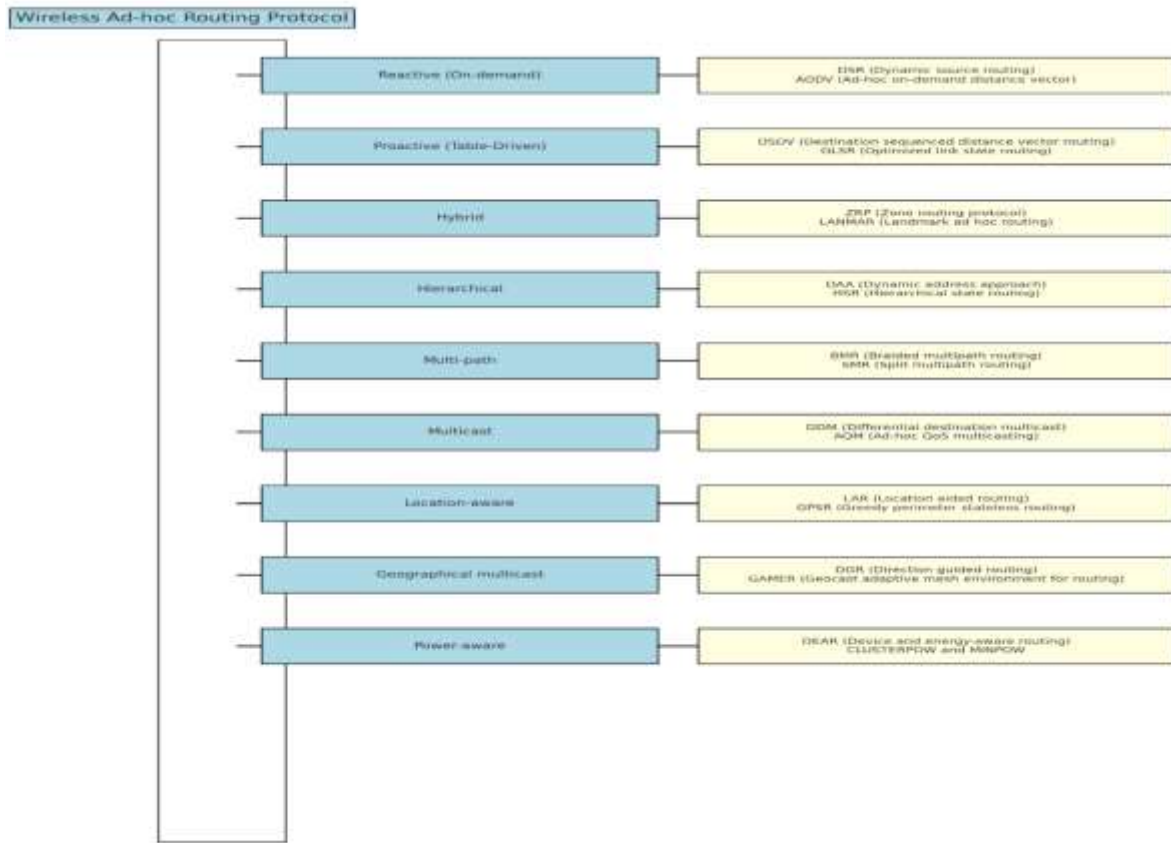 Wireless Ad-hoc Routing Protocol
Reactive (On-demand)
DSR (Dynamic source routing)
AODV (Ad-hoc on-demand distance vector)
Proactive (Table-Driven)
DSDV (Destination sequenced distance vector routing)
OLSR (Optimized link state routing)
Hybrid
ZRP (Zone routing protocol)
LANMAR (Landmark ad hoc routing)
Hierarchical
DAA (Dynamic address approach)
HSR (Hierarchical state routing)
Multi-path
BMR (Braided multipath routing)
SMR (Split multipath routing)
Multicast
DDM (Differential destination multicast)
AQM (Ad-hoc QoS multicasting)
Location-aware
LAR (Location aided routing)
GPSR (Greedy perimeter stateless routing)
Geographical multicast
DGR (Direction guided routing)
GAMER (Geocast adaptive mesh environment for routing)
Power-aware
DEAR (Device and energy-aware routing)
CLUSTERPOW and MINPOW